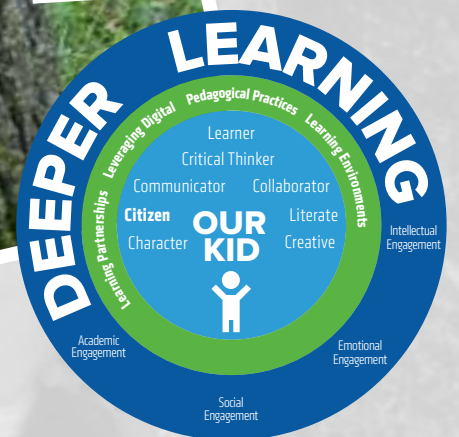 DEEPER LEARNING
Learning Partnerships
Leveraging Digital
Pedagogical Practices
Learning Environments
Learner
Critical Thinker
Communicator
Collaborator
Citizen
Literate
Character
Creative
OUR
KID
Intellectual
Engagement
Academic
Engagement
Emotional
Engagement
Social
Engagement